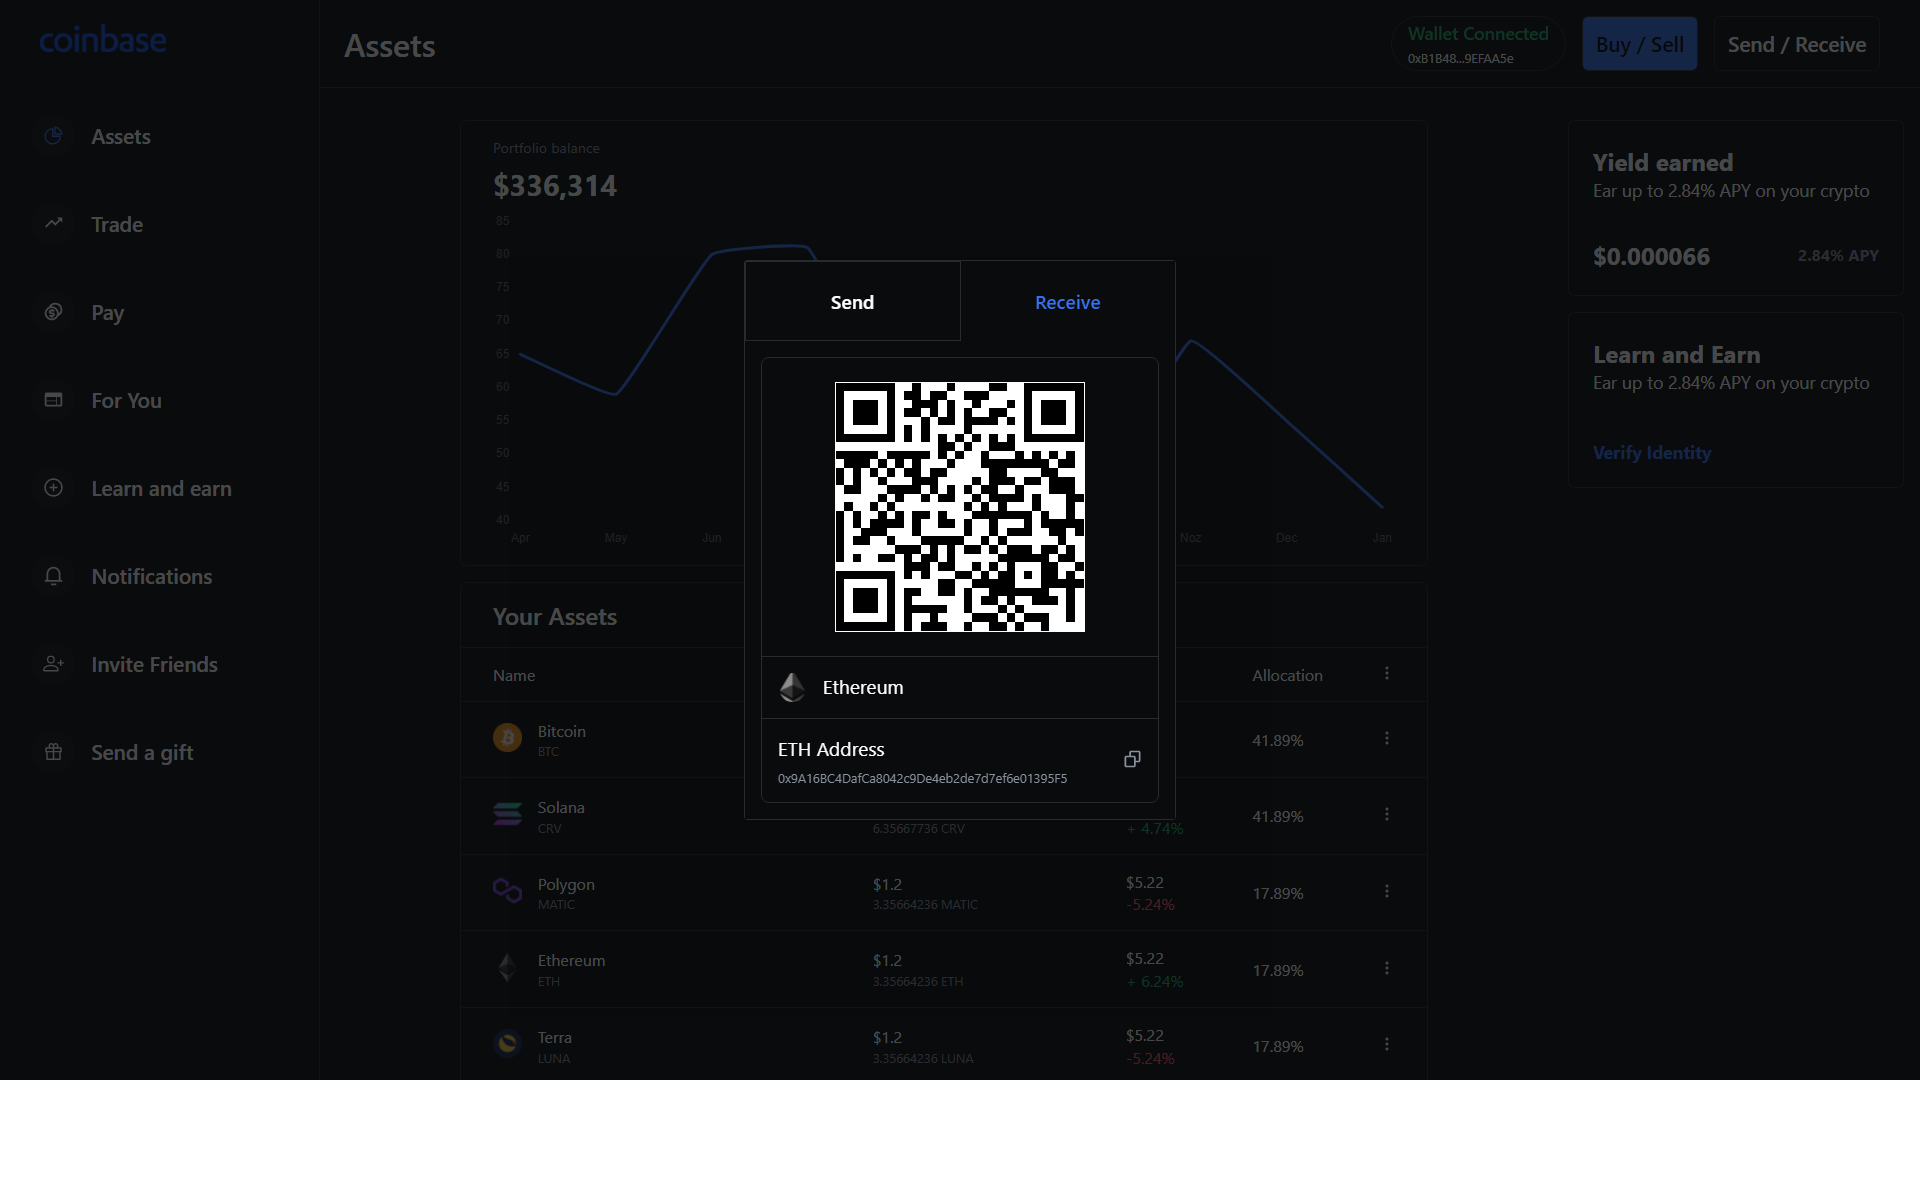 coinbase
Assets
Trade
Pay
For You
Learn and earn
Notifications
Invite Friends
Send a gift
Assets
Wallet Connected
0xB1B48...9EFAA5e
Buy / Sell
Send / Receive
Portfolio balance
$336,314
85
80
75
70
65
60
55
50
45
40
Apr
May
Jun
Noz
Dec
Jan
Send
Receive
Ethereum
ETH Address
0x9A16BC4DafCa8042c9De4eb2de7d7ef6e01395F5
Yield earned
Ear up to 2.84% APY on your crypto
$0.000066
2.84% APY
Learn and Earn
Ear up to 2.84% APY on your crypto
Verify Identity
Your Assets
Name
Allocation
Bitcoin
BTC
41.89%
Solana
CRV
6.35667736 CRV
+ 4.74%
41.89%
Polygon
MATIC
$1.2
3.35664236 MATIC
$5.22
-5.24%
17.89%
Ethereum
ETH
$1.2
3.35664236 ETH
$5.22
+ 6.24%
17.89%
Terra
LUNA
$1.2
3.35664236 LUNA
$5.22
-5.24%
17.89%